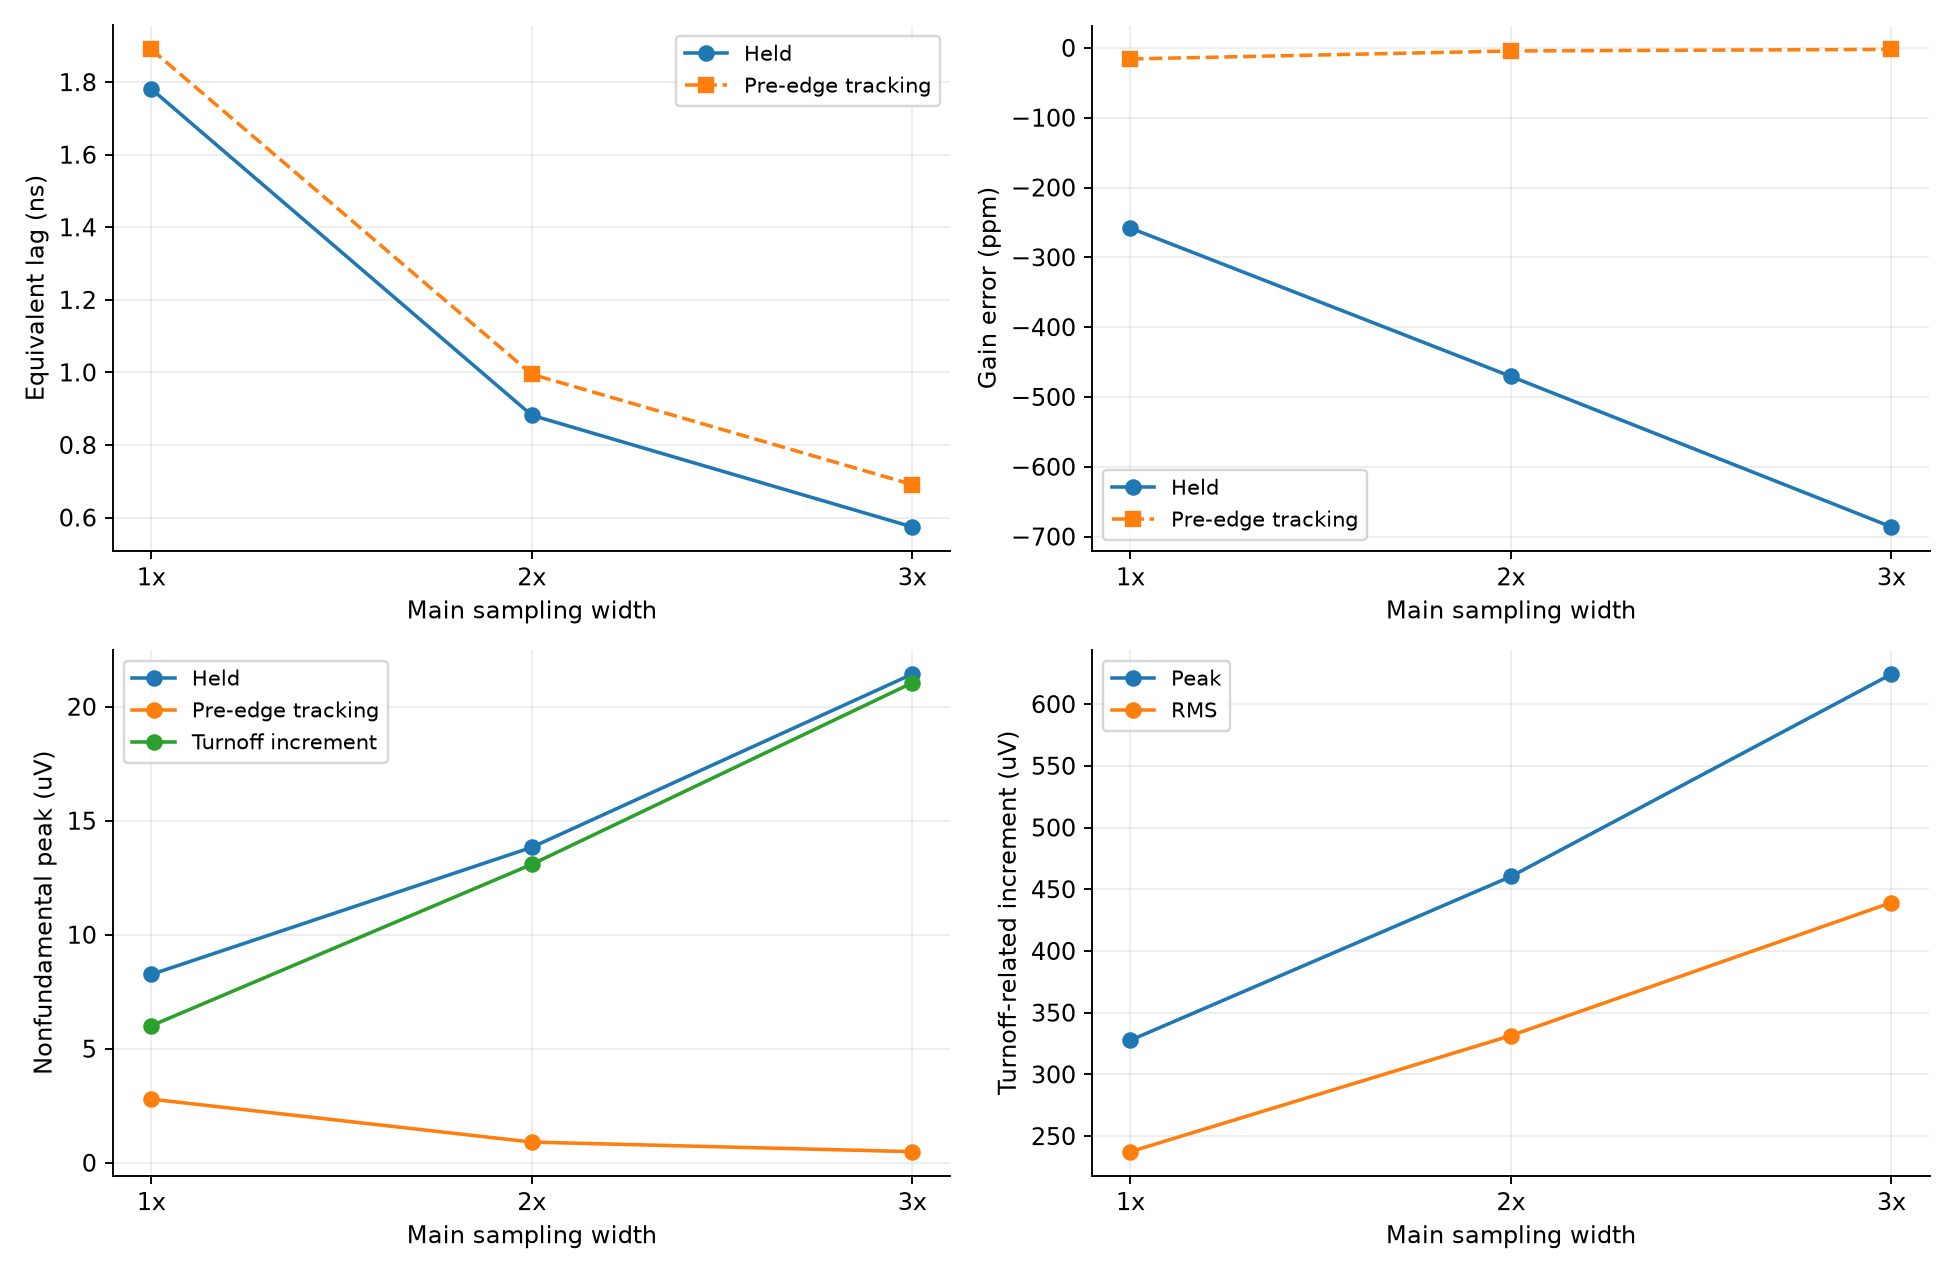 Equivalent lag (ns)
1.8
1.6
1.4
1.2
1.0
0.8
0.6
Held
Pre-edge tracking
1x
2x
3x
Main sampling width
Gain error (ppm)
0
−100
−200
−300
−400
−500
−600
−700
Held
Pre-edge tracking
1x
2x
3x
Main sampling width
Nonfundamental peak (uV)
20
15
10
5
0
Held
Pre-edge tracking
Turnoff increment
1x
2x
3x
Main sampling width
Turnoff-related increment (uV)
600
550
500
450
400
350
300
250
Peak
RMS
1x
2x
3x
Main sampling width